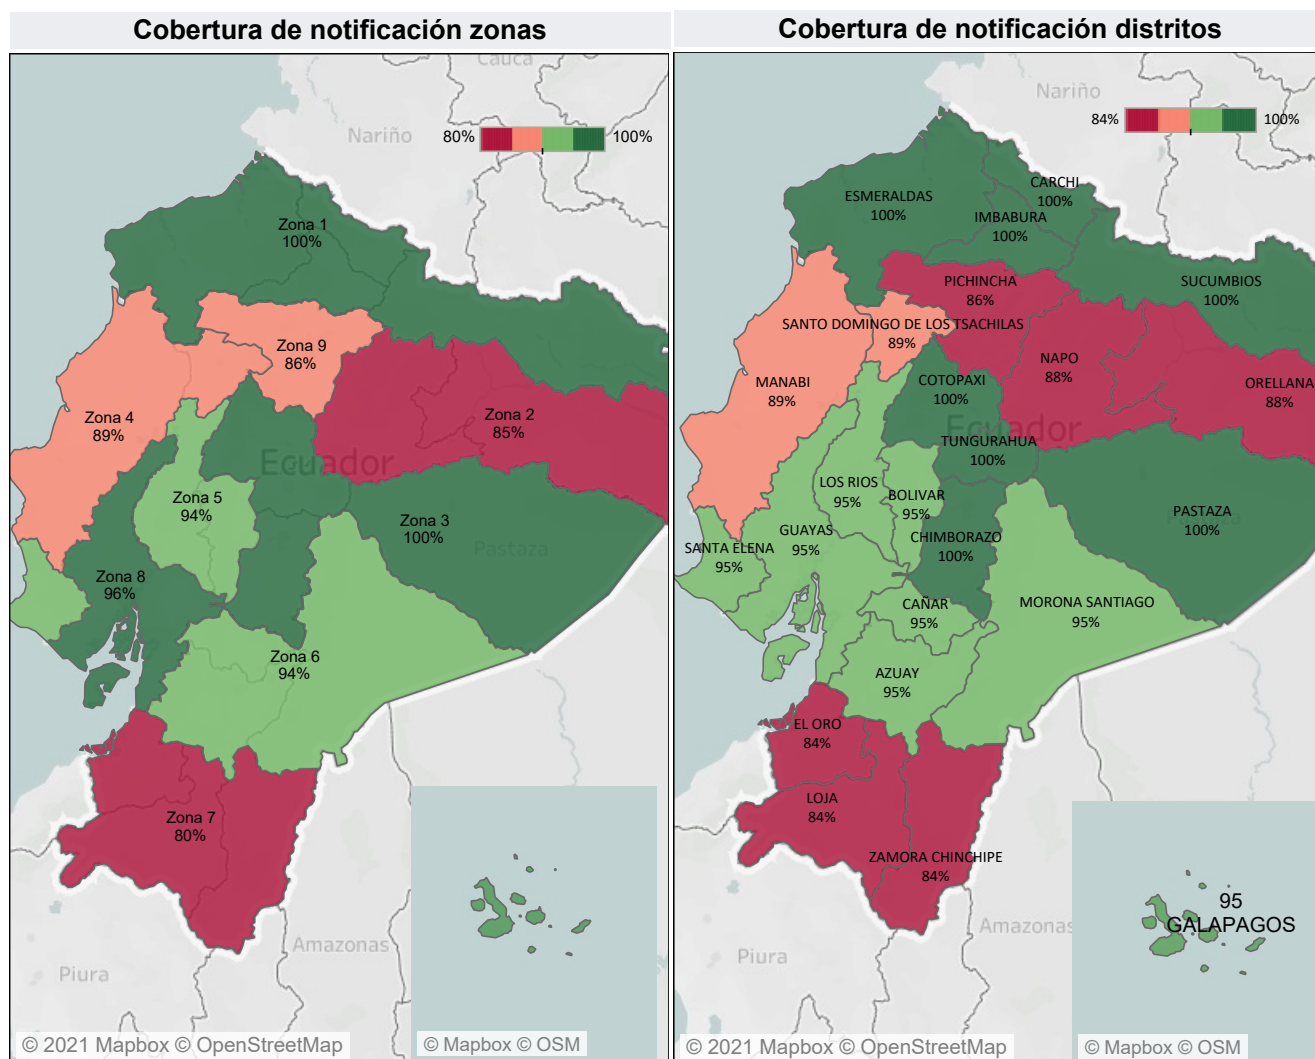 Cobertura de notificación zonas
Cauca
Nariño
80%
100%
Zona 1
100%
Zona 9
86%
Zona 4
89%
Zona 2
85%
Ecuador
Zona 5
94%
Zona 3
100%
Pastaza
Zona 8
96%
Zona 6
94%
Zona 7
80%
Amazonas
Piura
© 2021 Mapbox © OpenStreetMap
© Mapbox © OSM
Cobertura de notificación distritos
Nariño
84%
100%
CARCHI
100%
ESMERALDAS
100%
IMBABURA
100%
PICHINCHA
86%
SUCUMBIOS
100%
SANTO DOMINGO DE LOS TSACHILAS
89%
NAPO
88%
MANABI
89%
COTOPAXI
100%
ORELLANA
88%
Ecuador
TUNGURAHUA
100%
LOS RIOS
95%
BOLIVAR
95%
PASTAZA
100%
GUAYAS
95%
CHIMBORAZO
100%
SANTA ELENA
95%
CAÑAR
95%
MORONA SANTIAGO
95%
AZUAY
95%
EL ORO
84%
LOJA
84%
ZAMORA CHINCHIPE
84%
95
GALAPAGOS
Amazonas
Piura
© 2021 Mapbox © OpenStreetMap
© Mapbox © OSM